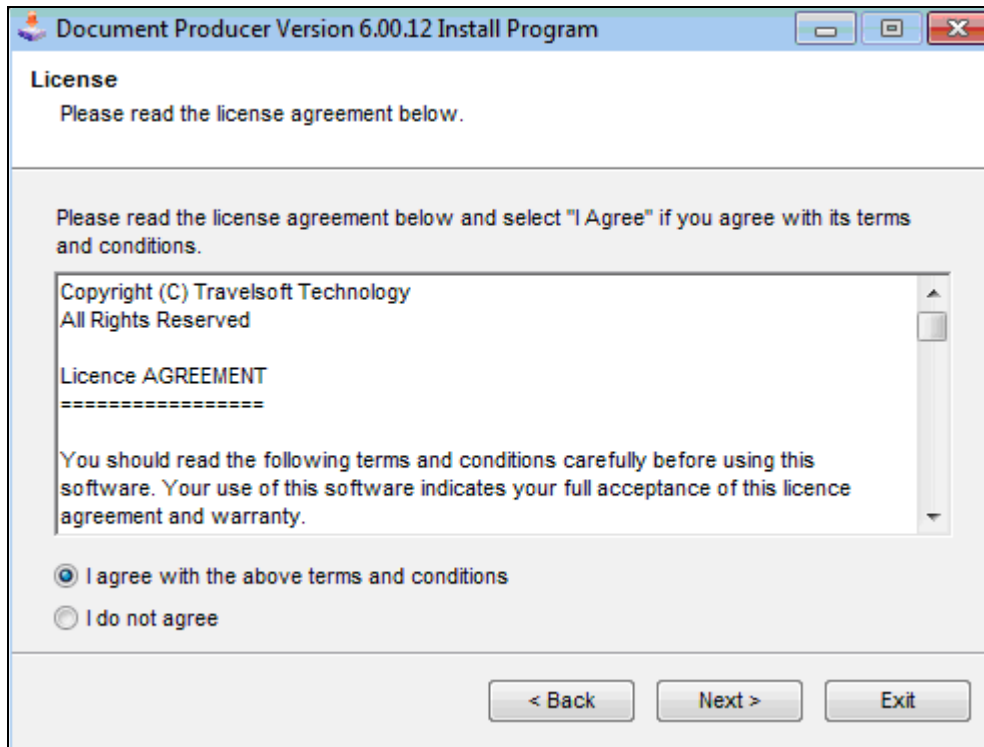 Document Producer Version 6.00.12 Install Program
License
Please read the license agreement below.
Please read the license agreement below and select "I Agree" if you agree with its terms
and conditions.
Copyright (C) Travelsoft Technology
All Rights Reserved
Licence AGREEMENT
=================
You should read the following terms and conditions carefully before using this
software. Your use of this software indicates your full acceptance of this licence
agreement and warranty.
I agree with the above terms and conditions
I do not agree
< Back
Next >
Exit